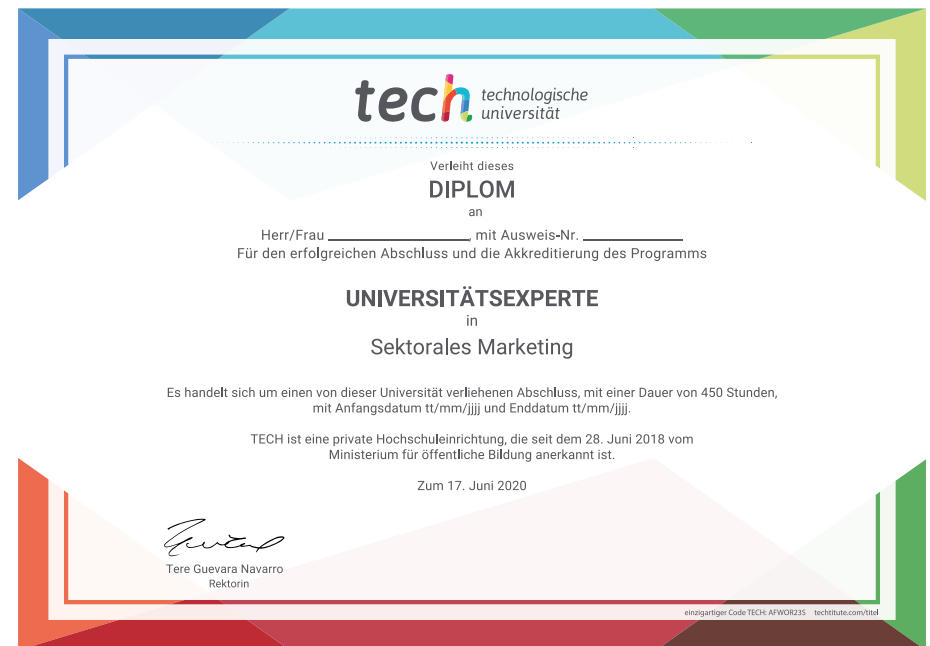 tech technologische
universität
Verleiht dieses
DIPLOM
an
Herr/Frau ____________________, mit Ausweis-Nr. ______________
Für den erfolgreichen Abschluss und die Akkreditierung des Programms
UNIVERSITÄTSEXPERTE
in
Sektorales Marketing
Es handelt sich um einen von dieser Universität verliehenen Abschluss, mit einer Dauer von 450 Stunden,
mit Anfangsdatum tt/mm/jjjj und Enddatum tt/mm/jjjj.
TECH ist eine private Hochschuleinrichtung, die seit dem 28. Juni 2018 vom
Ministerium für öffentliche Bildung anerkannt ist.
Zum 17. Juni 2020
Tere Guevara Navarro
Rektorin
einzigartiger Code TECH: AFWOR23S techtitute.com/titel